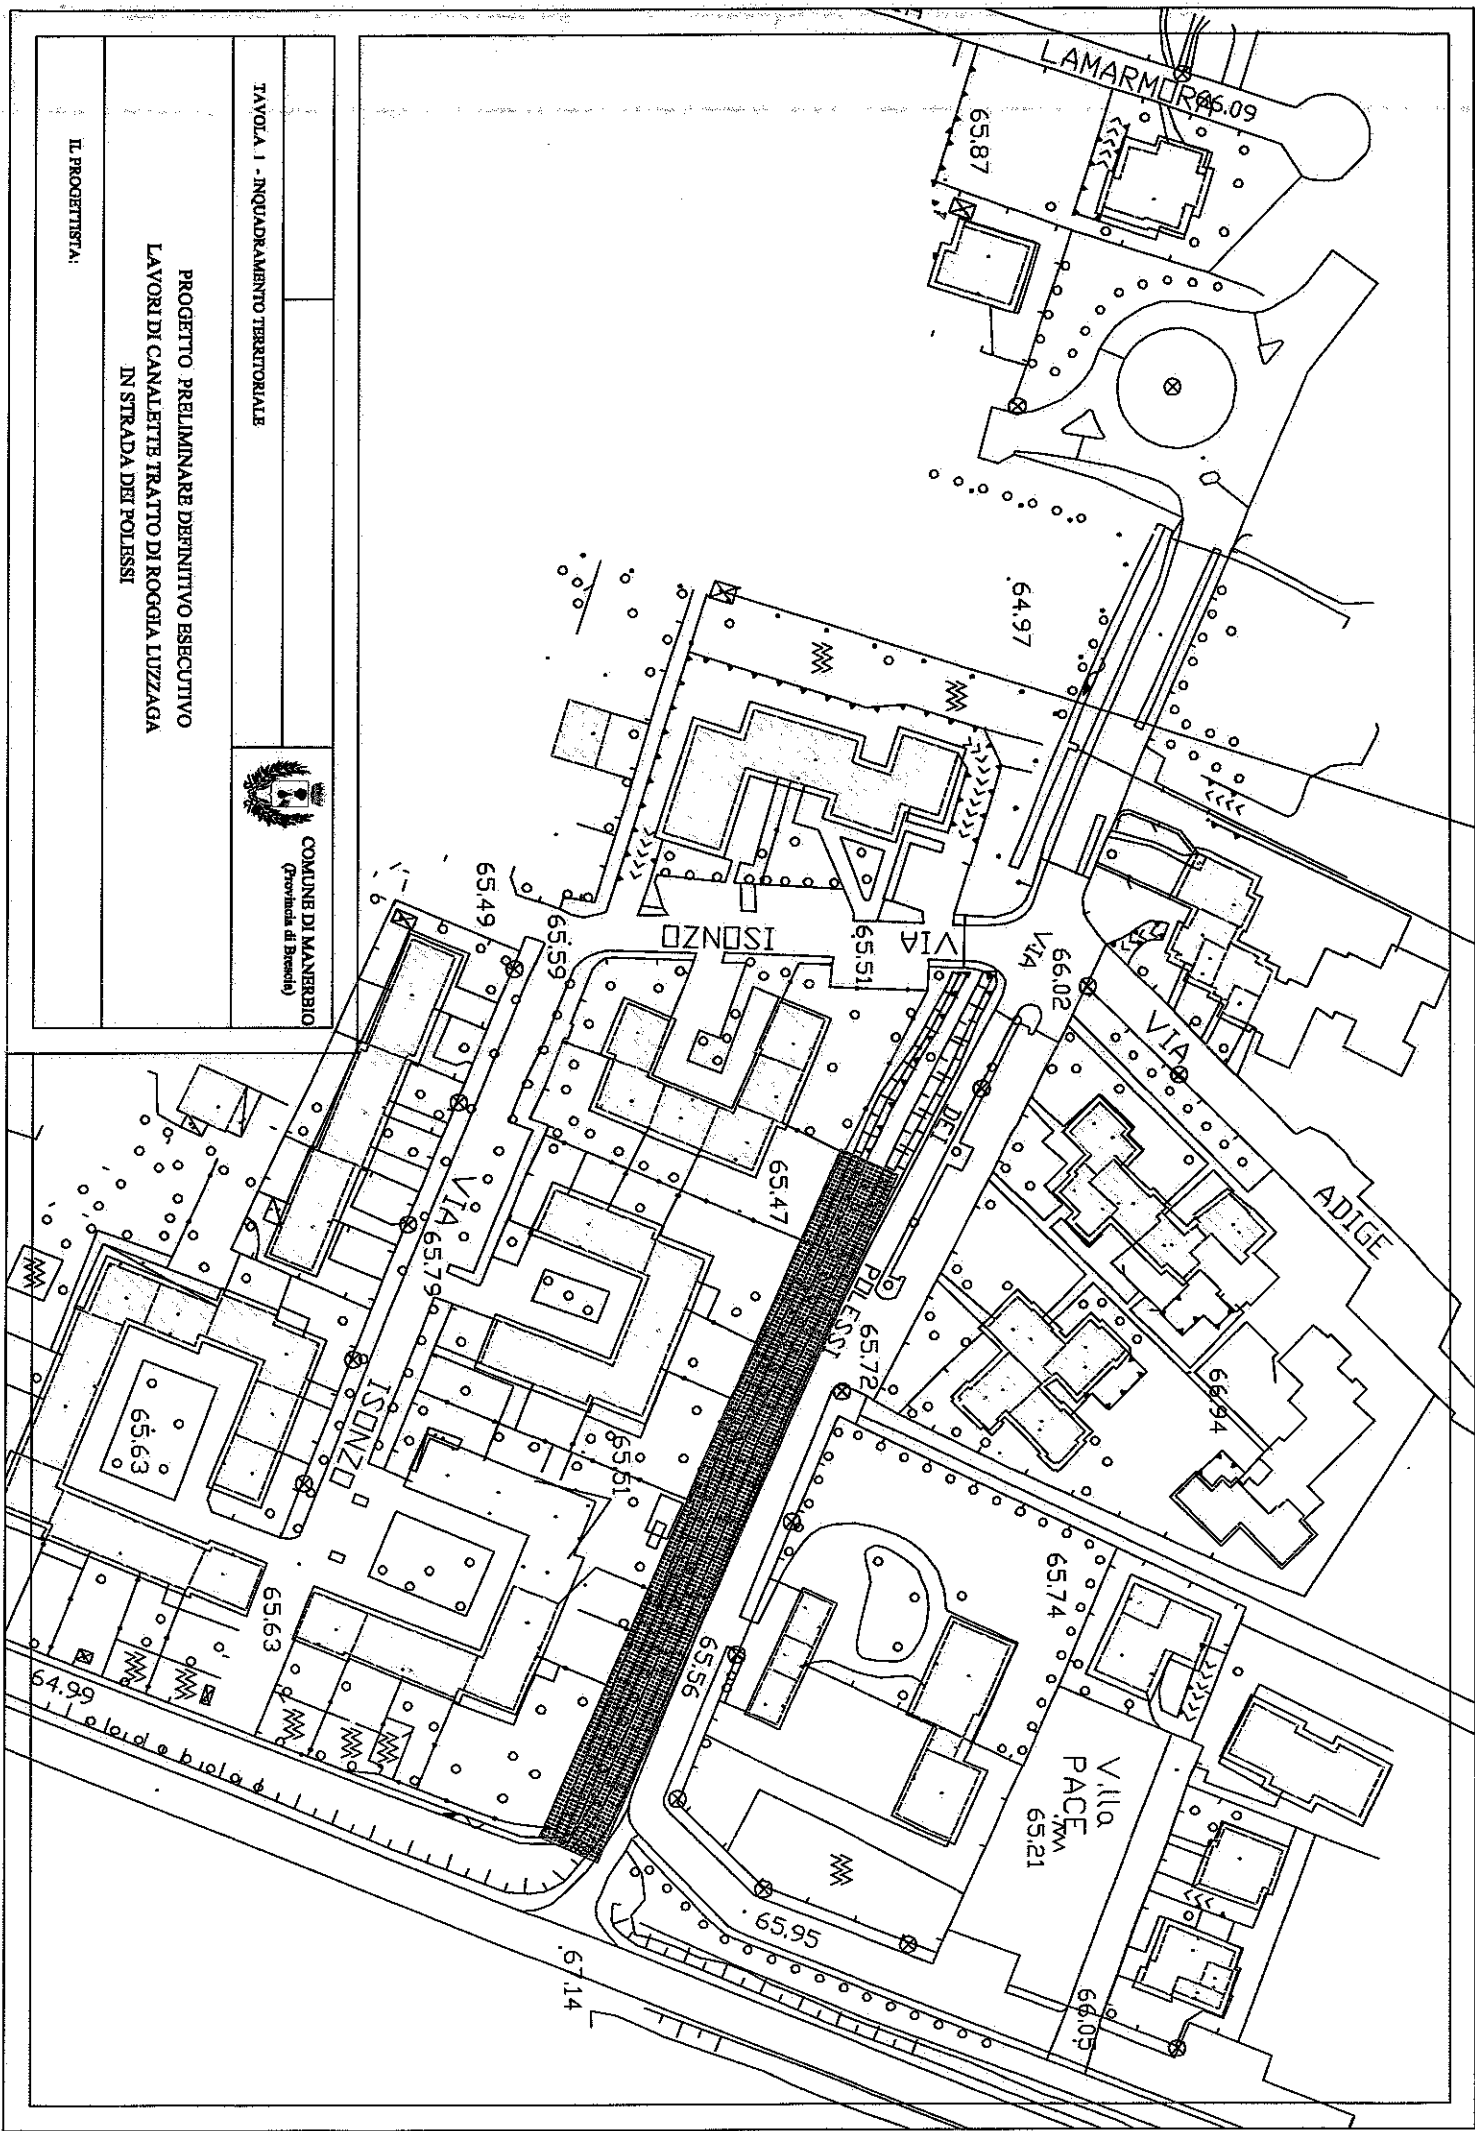 COMUNE DI MANERBIO
(Provincia di Brescia)
TAVOLA 1 - INQUADRAMENTO TERRITORIALE
PROGETTO PRELIMINARE DEFINITIVO ESECUTIVO
LAVORI DI CANALETTE TRATTO DI ROGGIA LUZZAGA
IN STRADA DEI POLESSI
IL PROGETTISTA:
LAMARMORA
66.09
65.87
64.97
65.49
65.59
ISONZO
65.51
VIA
VIA
66.02
VIA
ADIGE
DEI
POLESSI
65.47
65.72
66.94
VIA
65.79
ISONZO
65.63
65.51
65.74
65.63
65.56
64.99
V.lla
PACE
65.21
65.95
66.05
67.14